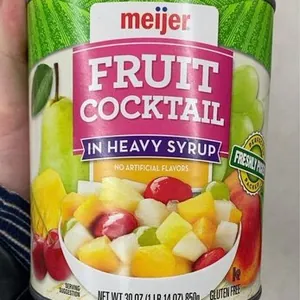 meijer
FRUIT
COCKTAIL
IN HEAVY SYRUP
NO ARTIFICIAL FLAVORS
FRESHLY
SERVING
SUGGESTION
GLUTEN FREE
NET WT 30 OZ (1 LB 14 OZ) 850g